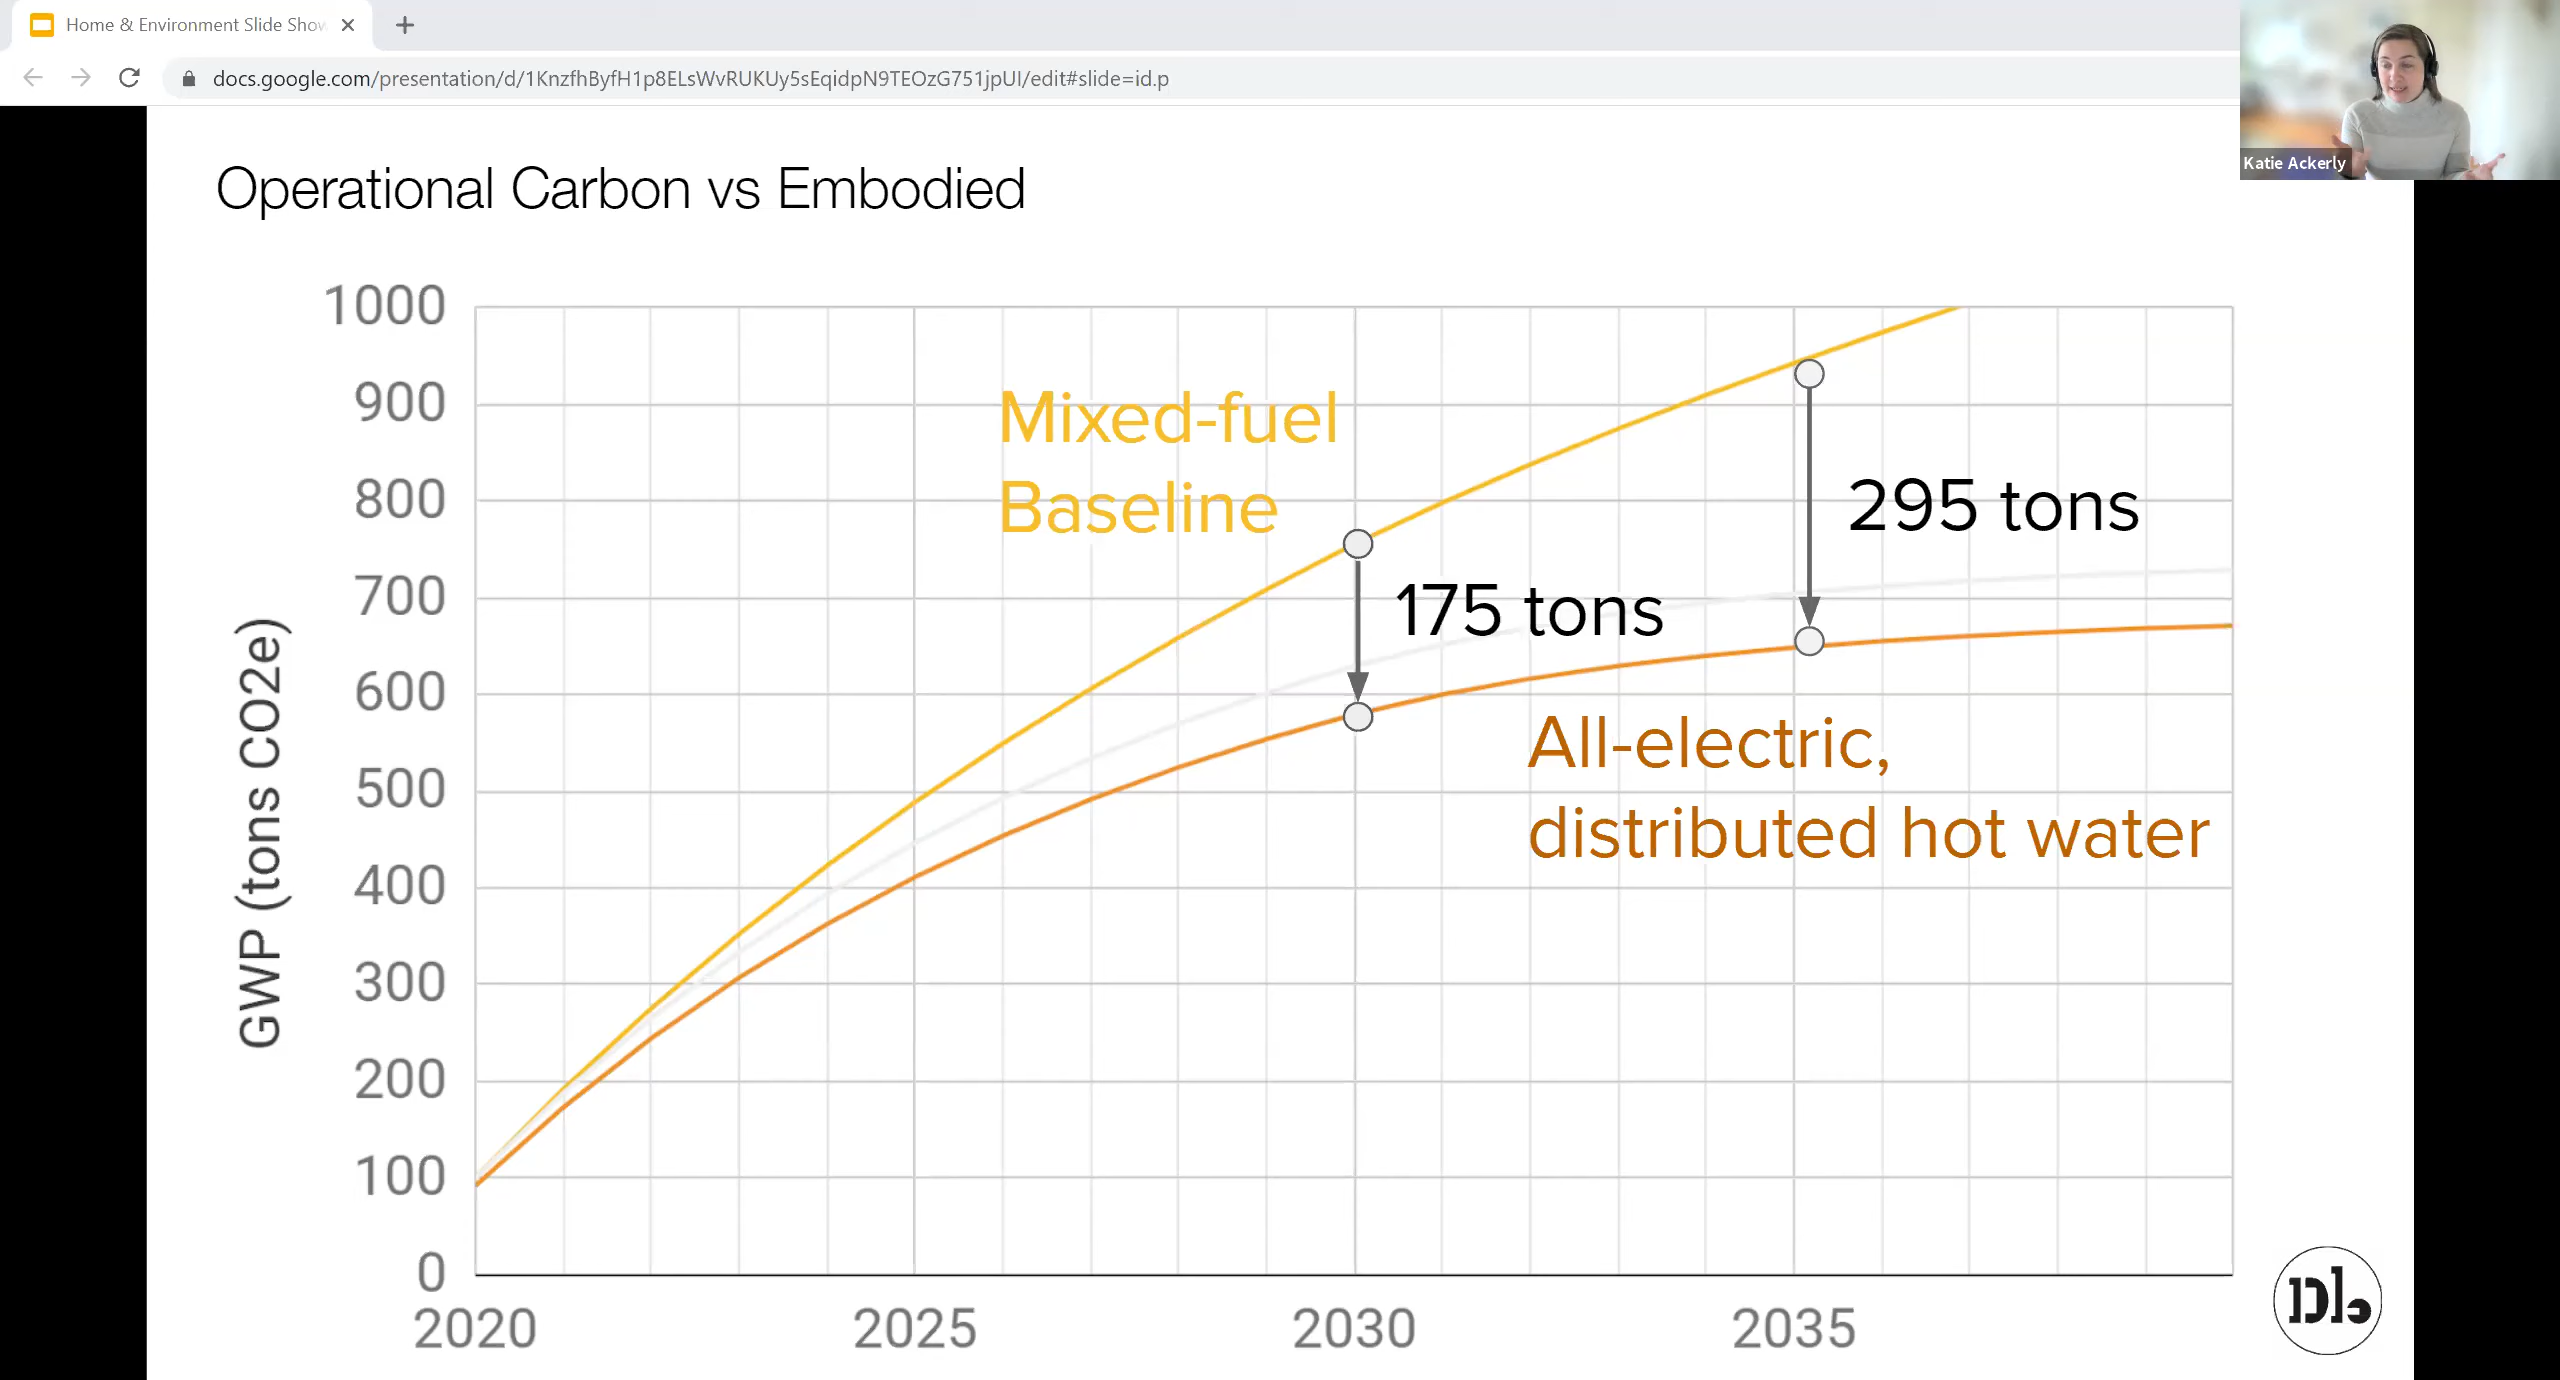 Home & Environment Slide Show
docs.google.com/presentation/d/1KnzfhByfH1p8ELsWvRUKUy5sEqidpN9TEOzG751jpUI/edit#slide=id.p
Katie Ackerly
Operational Carbon vs Embodied
1000
900
800
700
600
500
400
300
200
100
0
GWP (tons CO2e)
Mixed-fuel
Baseline
295 tons
175 tons
All-electric,
distributed hot water
2020
2025
2030
2035